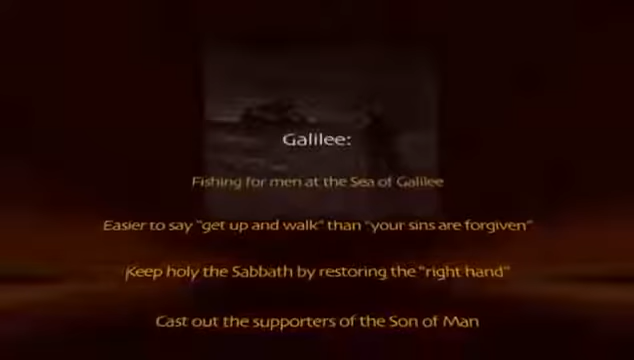 Galilee:
Fishing for men at the Sea of Galilee
Easier to say "get up and walk" than "your sins are forgiven"
Keep holy the Sabbath by restoring the "right hand"
Cast out the supporters of the Son of Man